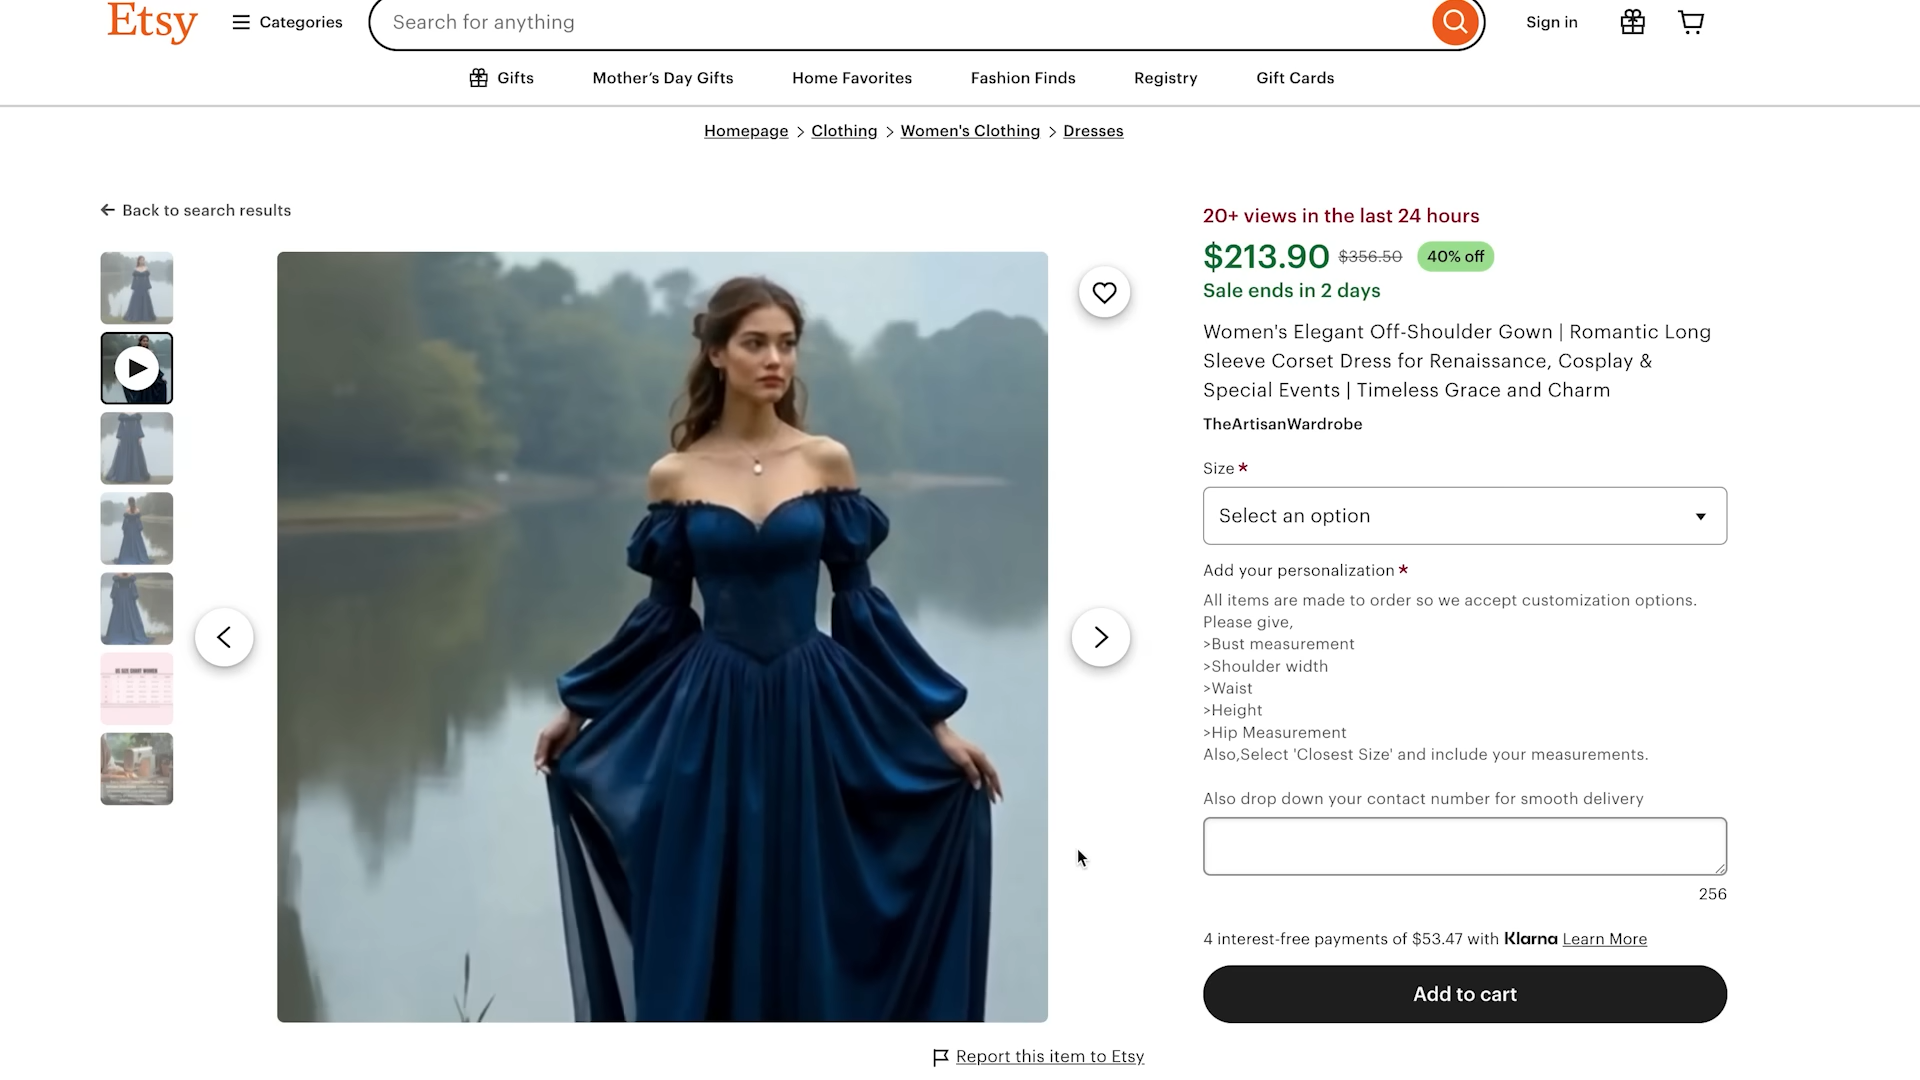 Etsy
Categories
Search for anything
Sign in
Gifts
Mother's Day Gifts
Home Favorites
Fashion Finds
Registry
Gift Cards
Homepage > Clothing > Women's Clothing > Dresses
Back to search results
20+ views in the last 24 hours
$213.90 $356.50 40% off
Sale ends in 2 days
Women's Elegant Off-Shoulder Gown | Romantic Long
Sleeve Corset Dress for Renaissance, Cosplay &
Special Events | Timeless Grace and Charm
TheArtisanWardrobe
Size *
Select an option
Add your personalization *
All items are made to order so we accept customization options.
Please give,
>Bust measurement
>Shoulder width
>Waist
>Height
>Hip Measurement
Also,Select 'Closest Size' and include your measurements.
Also drop down your contact number for smooth delivery
256
4 interest-free payments of $53.47 with Klarna Learn More
Add to cart
Report this item to Etsy